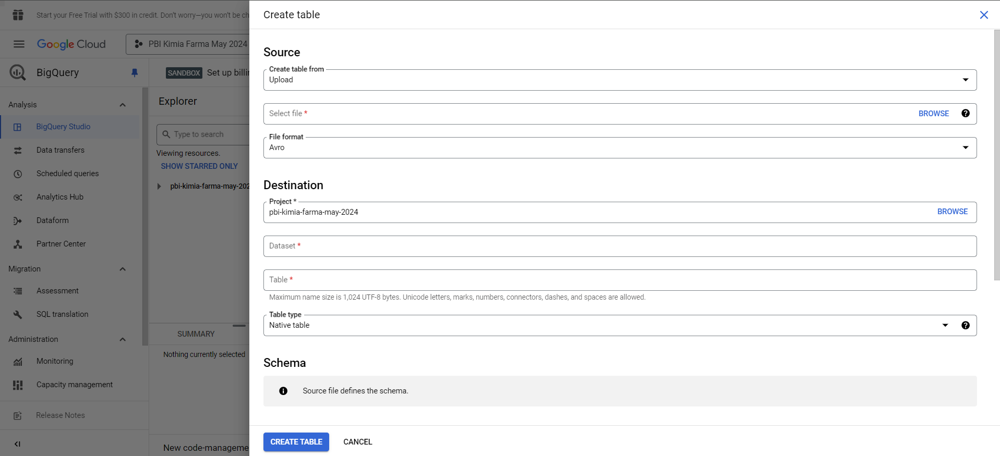 Start your Free Trial with $300 in credit. Don't worry—you won't be ch
Google Cloud
PBI Kimia Farma May 2024
BigQuery
SANDBOX Set up billin
Analysis
BigQuery Studio
Data transfers
Scheduled queries
Analytics Hub
Dataform
Partner Center
Migration
Assessment
SQL translation
Administration
Monitoring
Capacity management
Release Notes
Explorer
Type to search
Viewing resources.
SHOW STARRED ONLY
pbi-kimia-farma-may-202
SUMMARY
Nothing currently selected
New code-manageme
Create table
Source
Create table from
Upload
Select file *
BROWSE
File format
Avro
Destination
Project *
pbi-kimia-farma-may-2024
BROWSE
Dataset *
Table *
Maximum name size is 1,024 UTF-8 bytes. Unicode letters, marks, numbers, connectors, dashes, and spaces are allowed.
Table type
Native table
Schema
Source file defines the schema.
CREATE TABLE
CANCEL